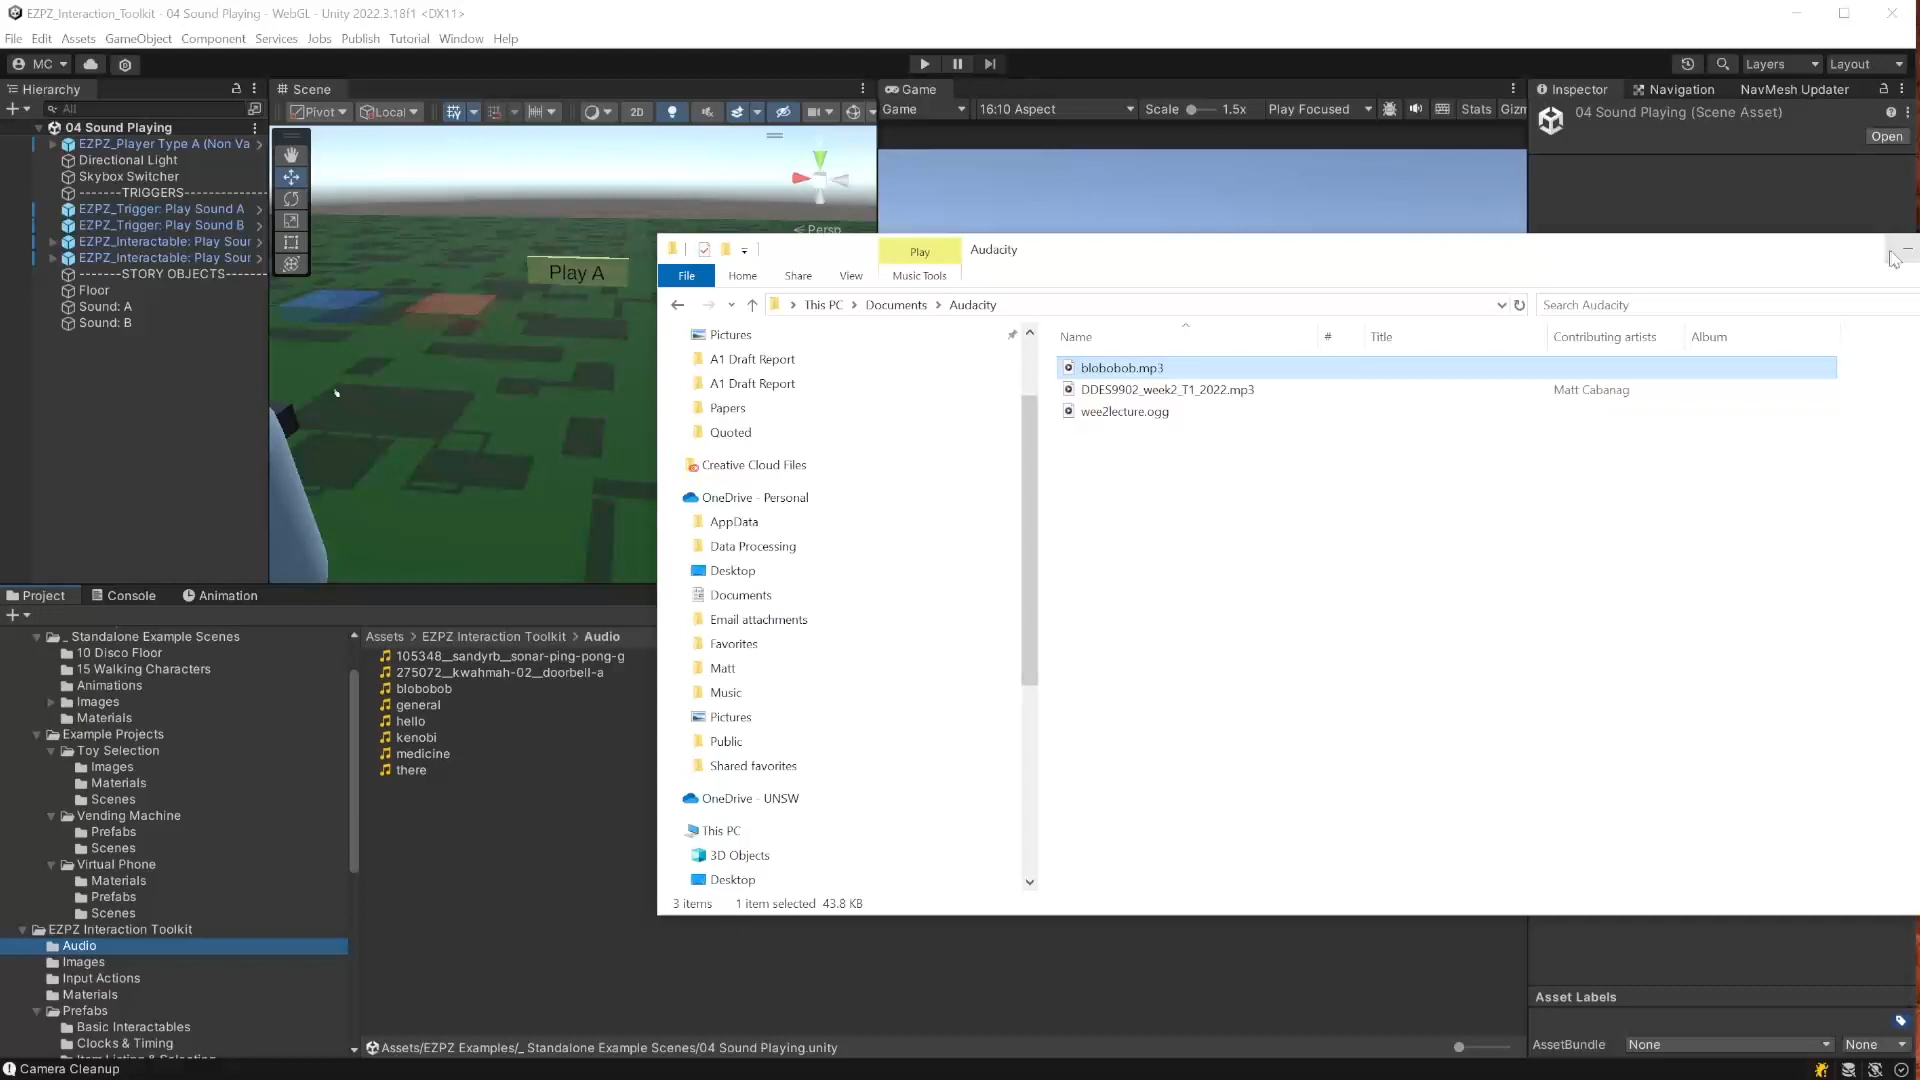 EZPZ_Interaction_Toolkit - 04 Sound Playing - WebGL - Unity 2022.3.18f1 <DX11>
File Edit Assets GameObject Component Services Jobs Publish Tutorial Window Help
MC Layers Layout
Hierarchy
All
04 Sound Playing
EZPZ_Player Type A (Non Va
Directional Light
Skybox Switcher
-------TRIGGERS------------
EZPZ_Trigger: Play Sound A
EZPZ_Trigger: Play Sound B
EZPZ_Interactable: Play Sour
EZPZ_Interactable: Play Sour
-------STORY OBJECTS------
Floor
Sound: A
Sound: B
Scene
Pivot Local 2D
Persp
Play A
Game
Game 16:10 Aspect Scale 1.5x Play Focused Stats Gizm
Inspector Navigation NavMesh Updater
04 Sound Playing (Scene Asset)
Open
Play Audacity
File Home Share View Music Tools
This PC Documents Audacity Search Audacity
Pictures
A1 Draft Report
A1 Draft Report
Papers
Quoted
Creative Cloud Files
OneDrive - Personal
AppData
Data Processing
Desktop
Documents
Email attachments
Favorites
Matt
Music
Pictures
Public
Shared favorites
OneDrive - UNSW
This PC
3D Objects
Desktop
Name # Title Contributing artists Album
blobobob.mp3
DDES9902_week2_T1_2022.mp3 Matt Cabanag
wee2lecture.ogg
3 items 1 item selected 43.8 KB
Project Console Animation
_ Standalone Example Scenes
10 Disco Floor
15 Walking Characters
Animations
Images
Materials
Example Projects
Toy Selection
Images
Materials
Scenes
Vending Machine
Prefabs
Scenes
Virtual Phone
Materials
Prefabs
Scenes
EZPZ Interaction Toolkit
Audio
Images
Input Actions
Materials
Prefabs
Basic Interactables
Clocks & Timing
Assets > EZPZ Interaction Toolkit > Audio
105348__sandyrb__sonar-ping-pong-g
275072__kwahmah-02__doorbell-a
blobobob
general
hello
kenobi
medicine
there
Assets/EZPZ Examples/_ Standalone Example Scenes/04 Sound Playing.unity
Asset Labels
AssetBundle None None
Camera Cleanup